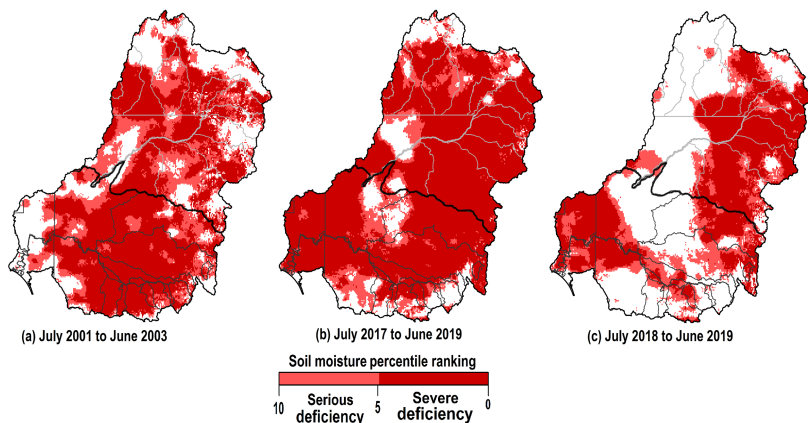 (a) July 2001 to June 2003
(b) July 2017 to June 2019
(c) July 2018 to June 2019
Soil moisture percentile ranking
10
5
0
Serious
deficiency
Severe
deficiency